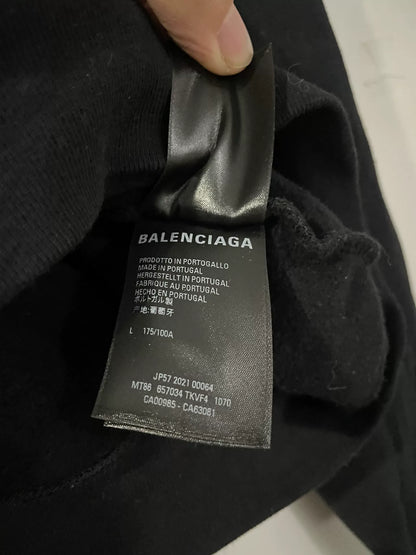 BALENCIAGA
PRODOTTO IN PORTOGALLO
MADE IN PORTUGAL
HERGESTELLT IN PORTUGAL
FABRIQUE AU PORTUGAL
HECHO EN PORTUGAL
ポルトガル製
产地:葡萄牙
L 175/100A
JP57 2021 00064
MT86 657034 TKVF4 1070
CA00985 - CA63081